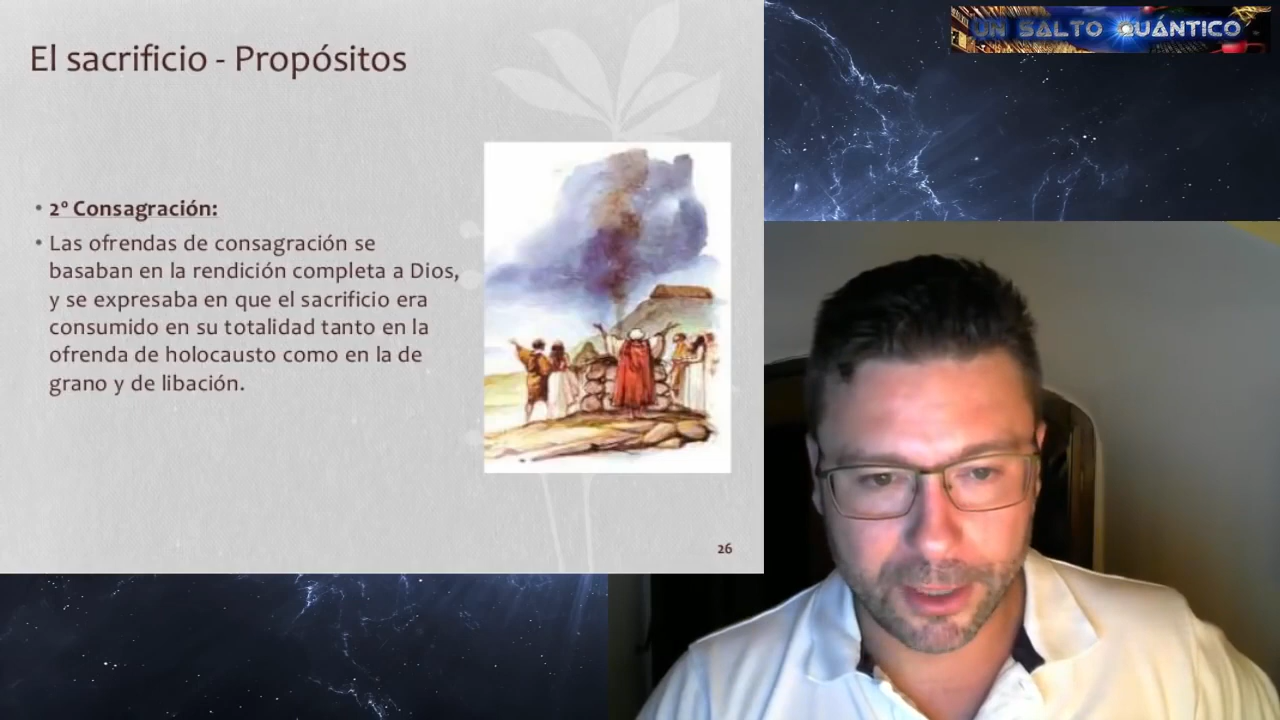 El sacrificio - Propósitos
UN SALTO QUÁNTICO
• 2º Consagración:
• Las ofrendas de consagración se
basaban en la rendición completa a Dios,
y se expresaba en que el sacrificio era
consumido en su totalidad tanto en la
ofrenda de holocausto como en la de
grano y de libación.
26